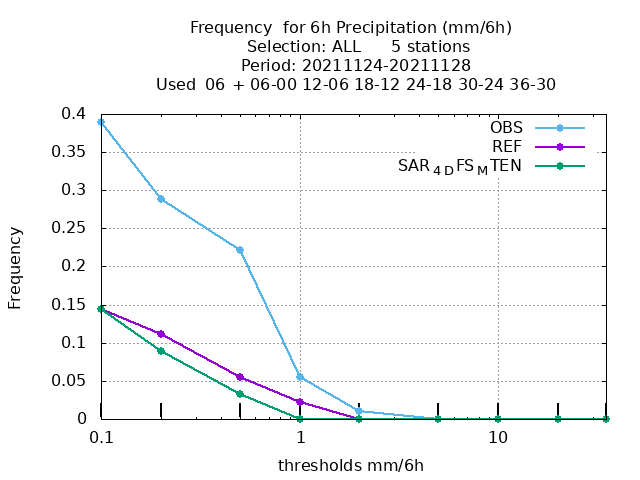 Frequency  for 6h Precipitation (mm/6h)
Selection: ALL      5 stations
Period: 20211124-20211128
Used  06 + 06-00 12-06 18-12 24-18 30-24 36-30
OBS
REF
SAR4DFSMTEN
0.4
0.35
0.3
0.25
0.2
0.15
0.1
0.05
0
Frequency
0.1 1 10
thresholds mm/6h